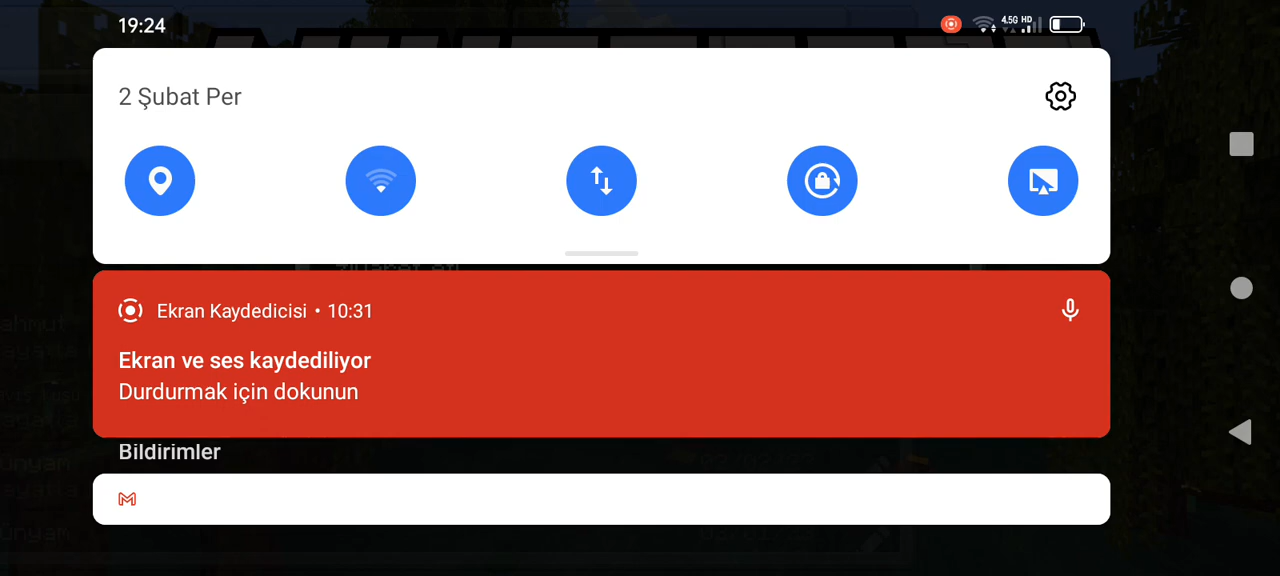 19:24
4.5G HD
2 Şubat Per
Ekran Kaydedicisi • 10:31
Ekran ve ses kaydediliyor
Durdurmak için dokunun
Bildirimler